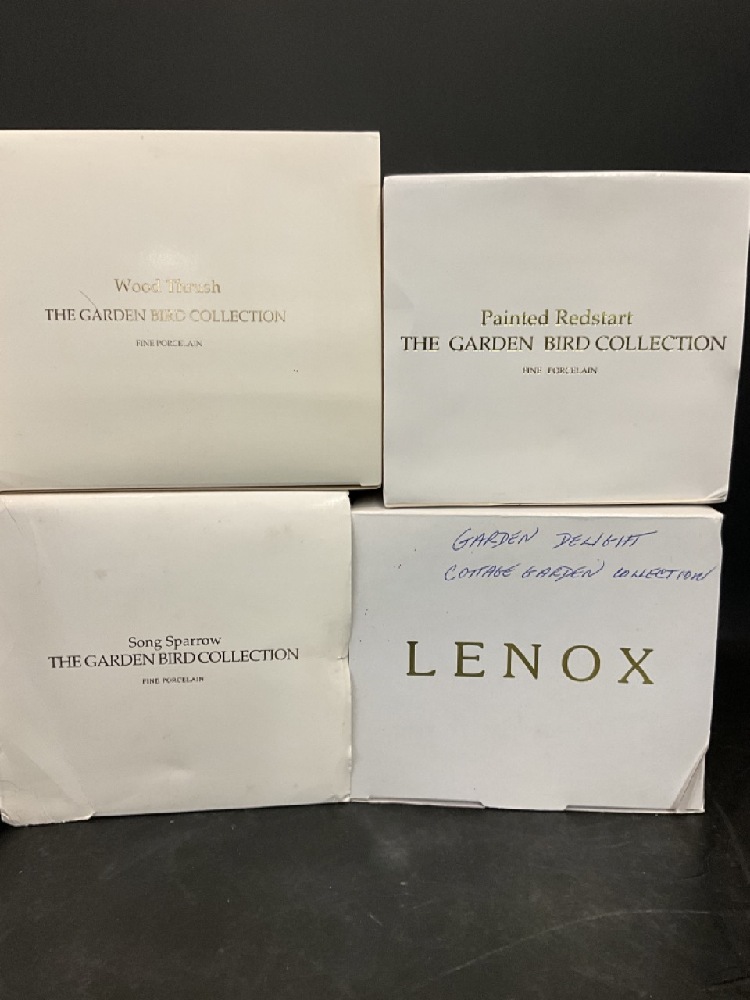 Wood Thrush
THE GARDEN BIRD COLLECTION
FINE PORCELAIN
Painted Redstart
THE GARDEN BIRD COLLECTION
FINE PORCELAIN
Song Sparrow
THE GARDEN BIRD COLLECTION
FINE PORCELAIN
GARDEN DELIGHT
COTTAGE GARDEN COLLECTION
LENOX